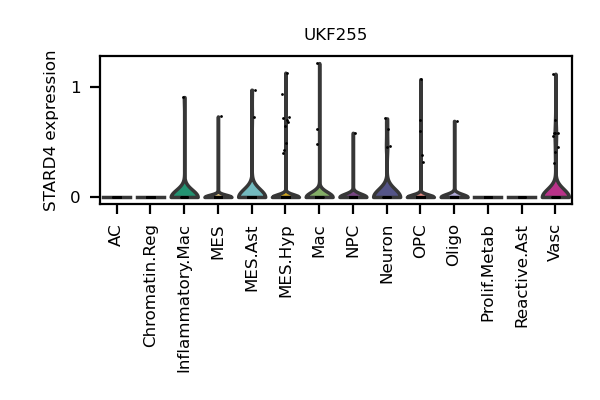 UKF255
STARD4 expression
1
0
AC
Chromatin.Reg
Inflammatory.Mac
MES
MES.Ast
MES.Hyp
Mac
NPC
Neuron
OPC
Oligo
Prolif.Metab
Reactive.Ast
Vasc